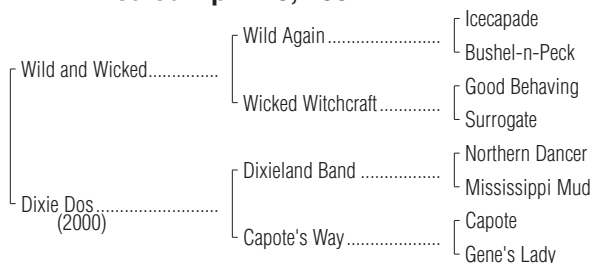 Icecapade
Wild Again
Bushel-n-Peck
Wild and Wicked
Good Behaving
Wicked Witchcraft
Surrogate
Northern Dancer
Dixieland Band
Mississippi Mud
Dixie Dos
(2000)
Capote
Capote's Way
Gene's Lady